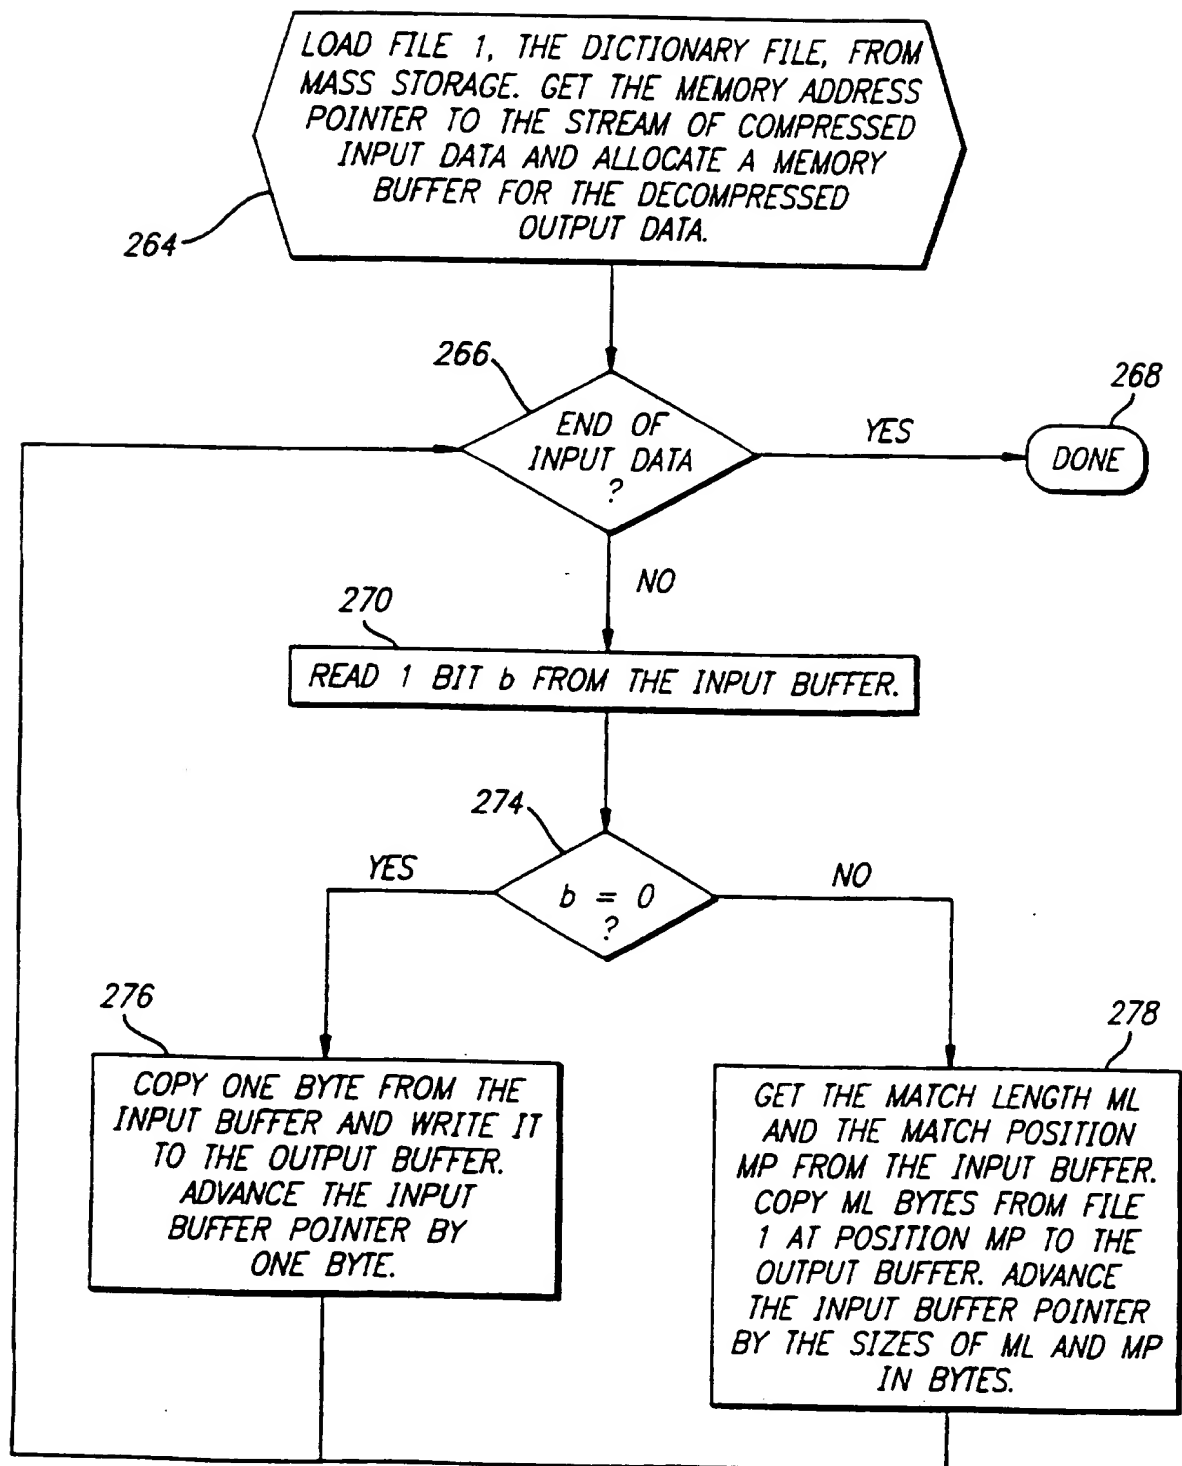 LOAD FILE 1, THE DICTIONARY FILE, FROM
MASS STORAGE. GET THE MEMORY ADDRESS
POINTER TO THE STREAM OF COMPRESSED
INPUT DATA AND ALLOCATE A MEMORY
BUFFER FOR THE DECOMPRESSED
OUTPUT DATA.
264
266
268
END OF
INPUT DATA
?
YES
DONE
NO
270
READ 1 BIT b FROM THE INPUT BUFFER.
274
YES
b = 0
?
NO
276
COPY ONE BYTE FROM THE
INPUT BUFFER AND WRITE IT
TO THE OUTPUT BUFFER.
ADVANCE THE INPUT
BUFFER POINTER BY
ONE BYTE.
278
GET THE MATCH LENGTH ML
AND THE MATCH POSITION
MP FROM THE INPUT BUFFER.
COPY ML BYTES FROM FILE
1 AT POSITION MP TO THE
OUTPUT BUFFER. ADVANCE
THE INPUT BUFFER POINTER
BY THE SIZES OF ML AND MP
IN BYTES.